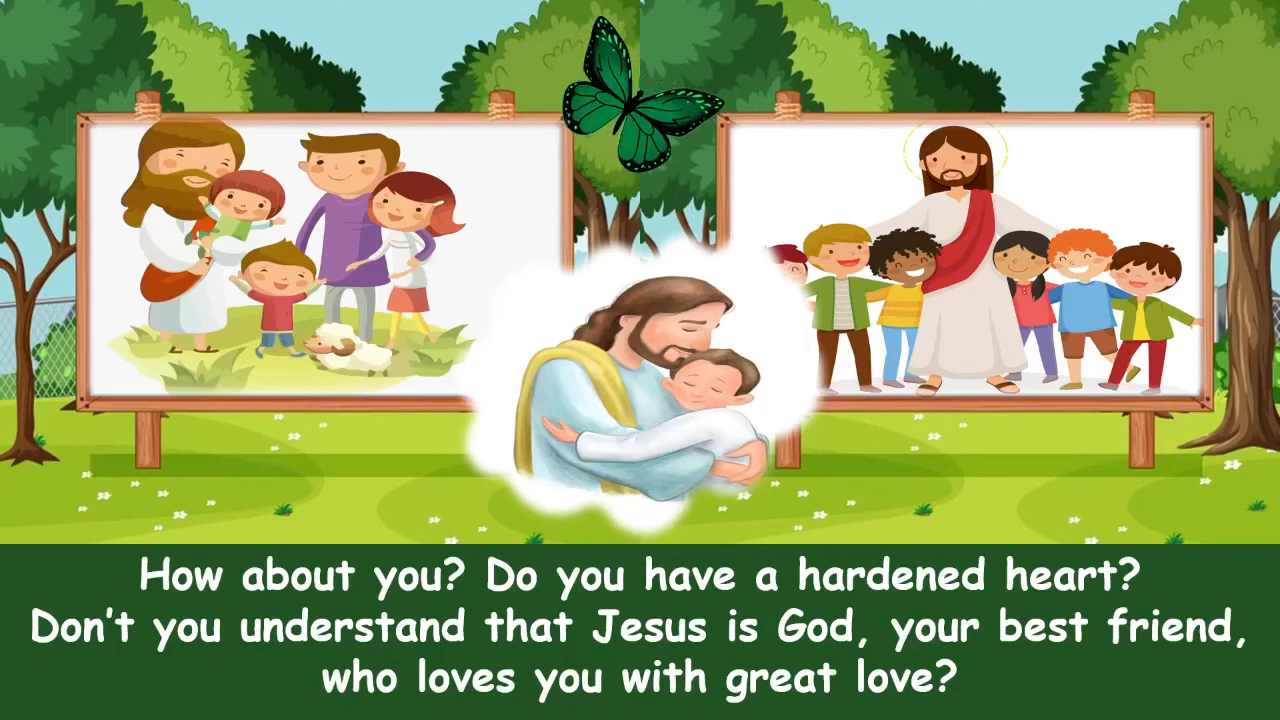 How about you? Do you have a hardened heart?
Don't you understand that Jesus is God, your best friend,
who loves you with great love?